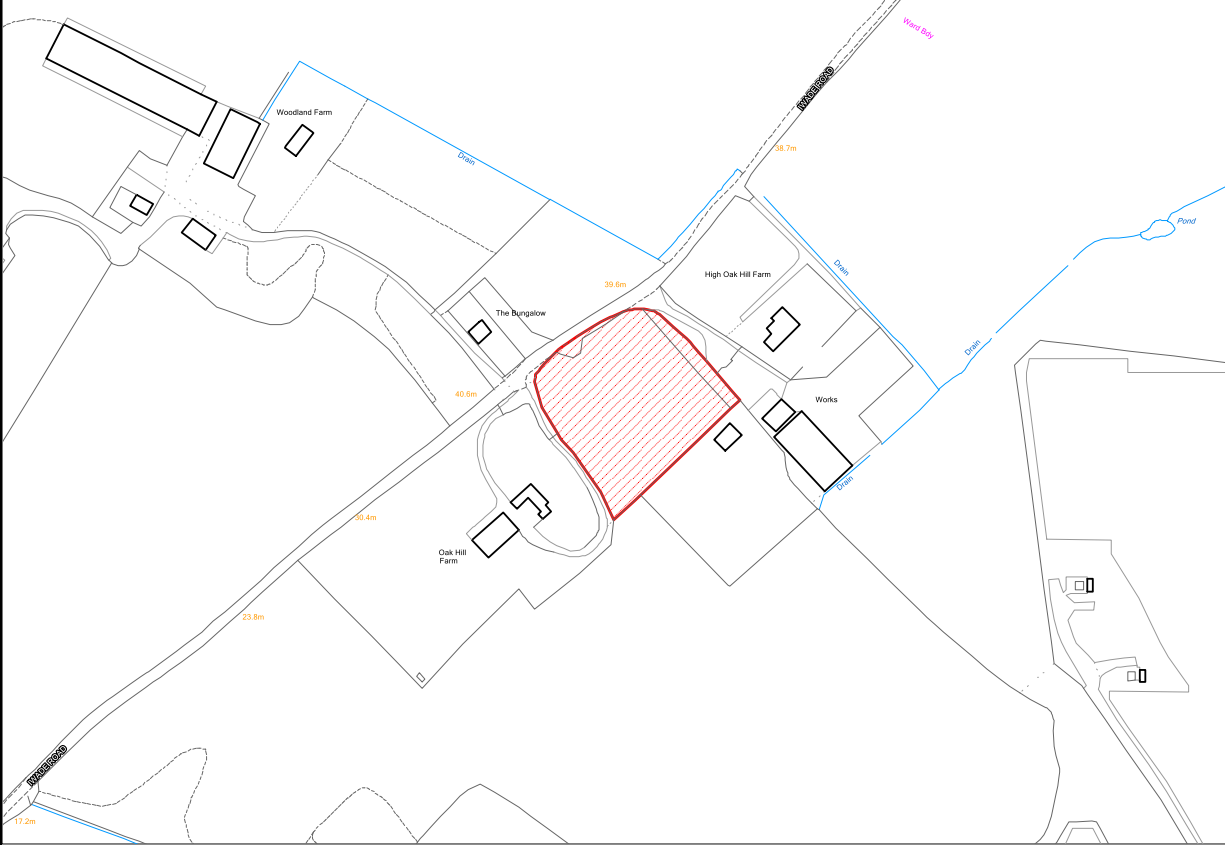 Ward Bdy
IWADE ROAD
Woodland Farm
Drain
38.7m
Pond
Drain
High Oak Hill Farm
39.6m
The Bungalow
Drain
40.6m
Works
Drain
30.4m
Oak Hill
Farm
23.8m
IWADE ROAD
17.2m